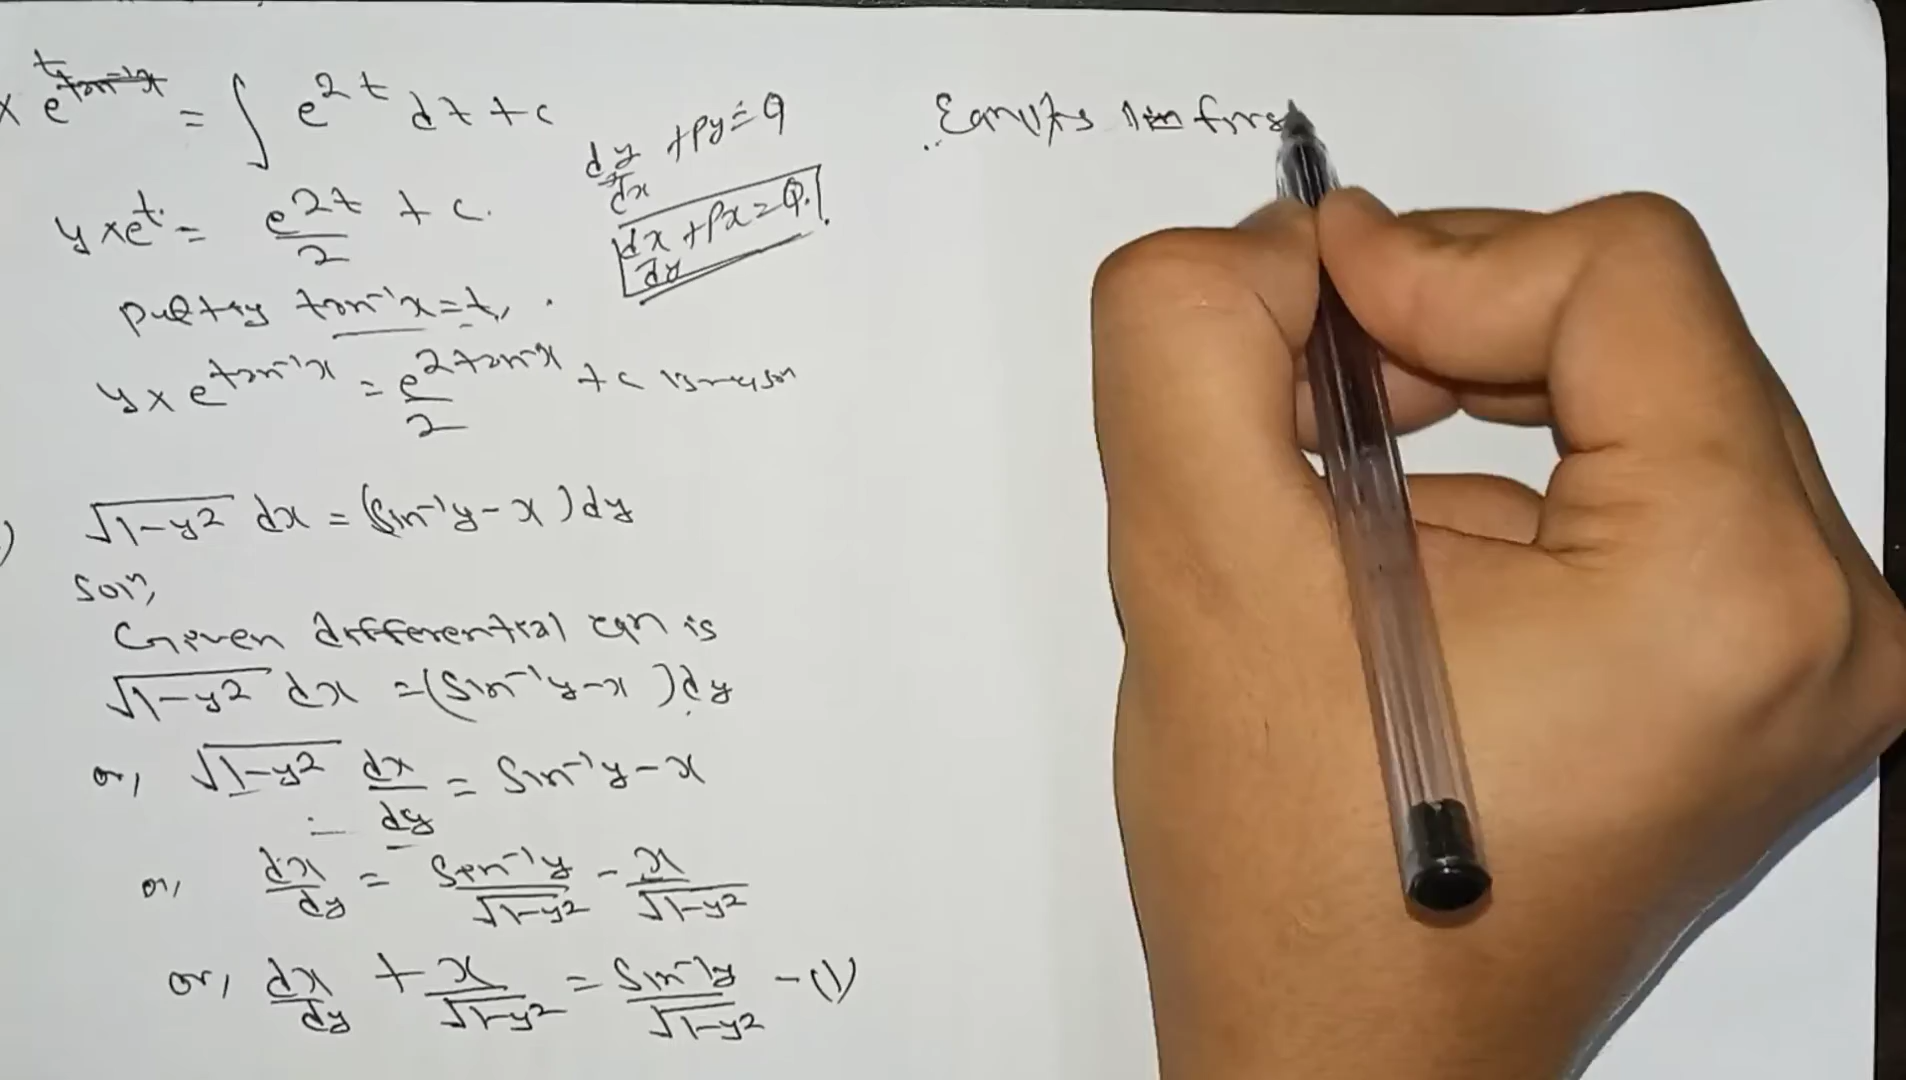 x e^t tan⁻¹x = ∫ e^2t dt + c
y x e^t = e^2t/2 + c.
dy/dx + py = Q
dx/dy + Px = Q.
putting tan⁻¹x = t,
y x e^tan⁻¹x = e^2tan⁻¹x/2 + c
√1-y² dx = (Sin⁻¹y - x) dy
Soln,
Given differential eqn is
√1-y² dx = (Sin⁻¹y - x) dy
or, √1-y² dx/dy = Sin⁻¹y - x
or, dx/dy = Sin⁻¹y/√1-y² - x/√1-y²
or, dx/dy + x/√1-y² = Sin⁻¹y/√1-y² - (1)
Eqn (1) is firs